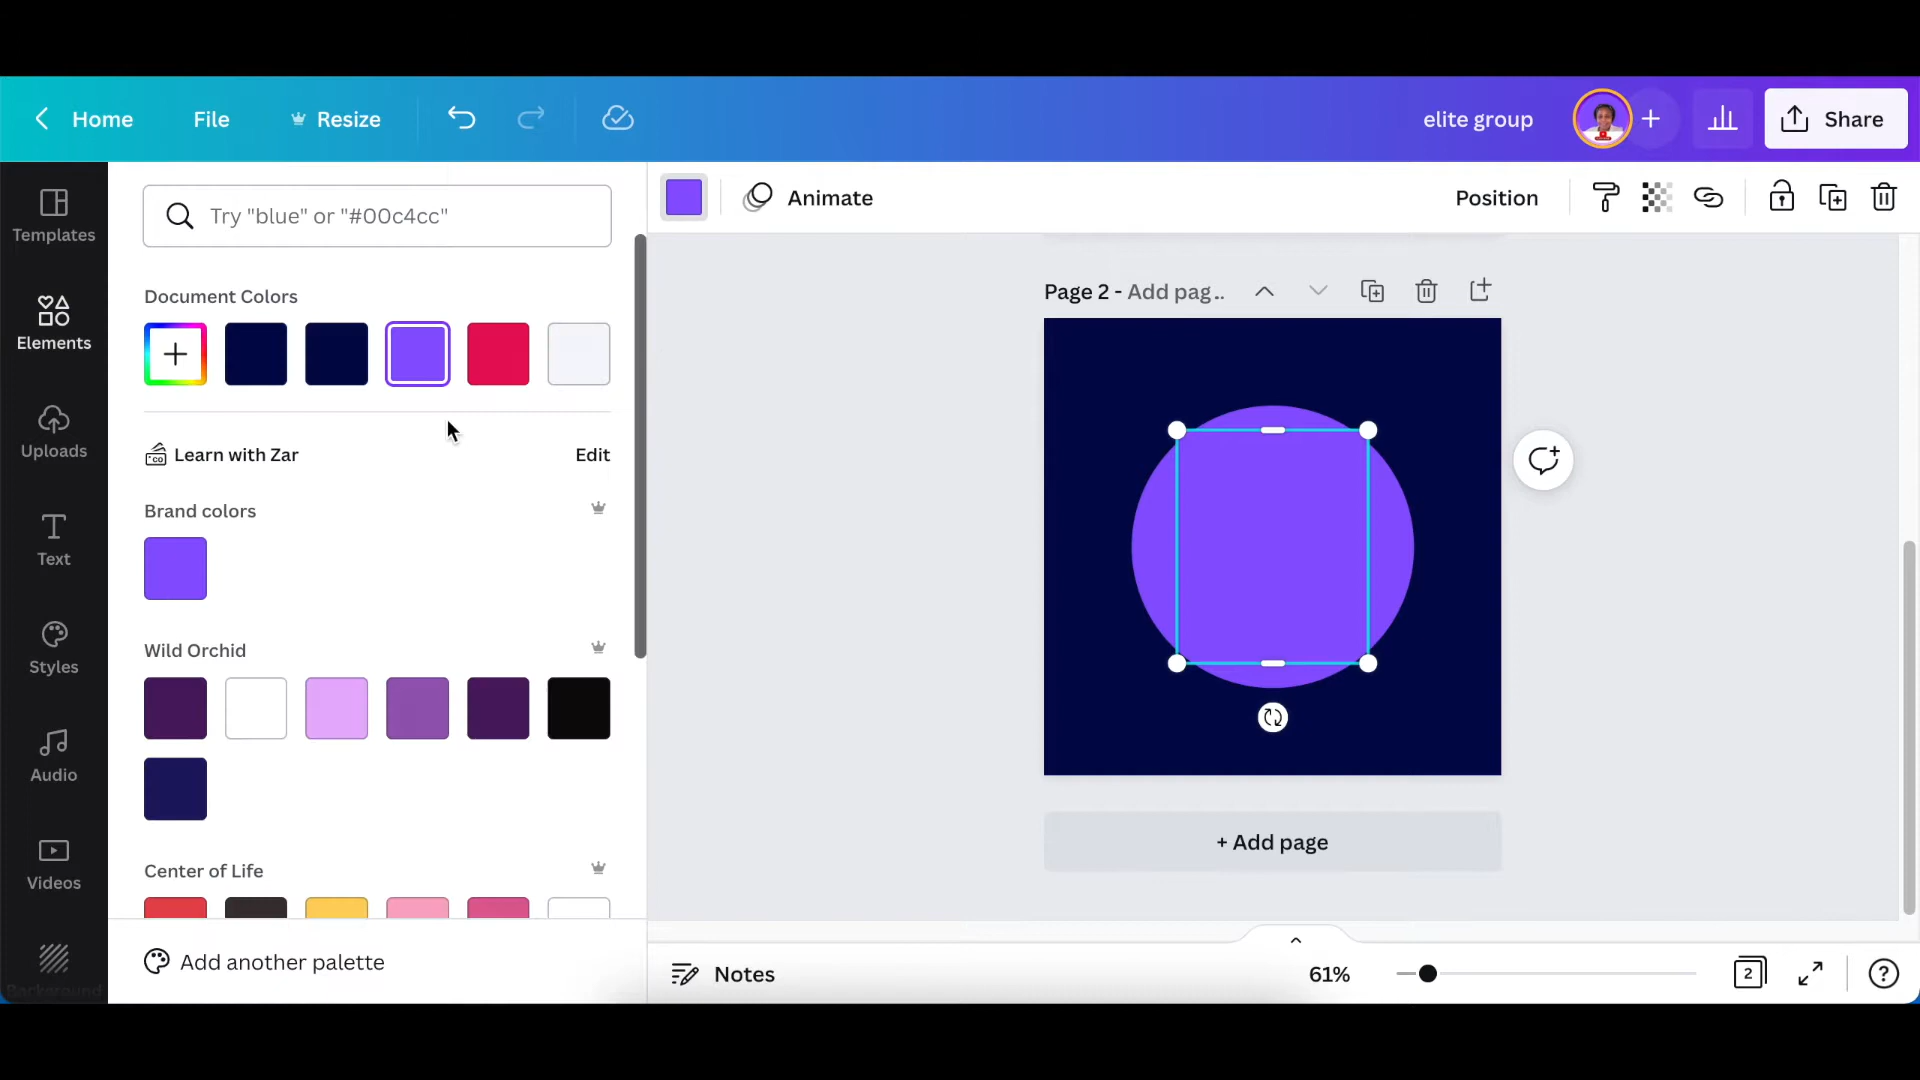 Home File Resize elite group Share
Templates
Elements
Uploads
Text
Styles
Audio
Videos
Background
Try "blue" or "#00c4cc"
Document Colors
Learn with Zar Edit
Brand colors
Wild Orchid
Center of Life
Add another palette
Animate Position
Page 2 - Add pag..
+ Add page
Notes 61% 2